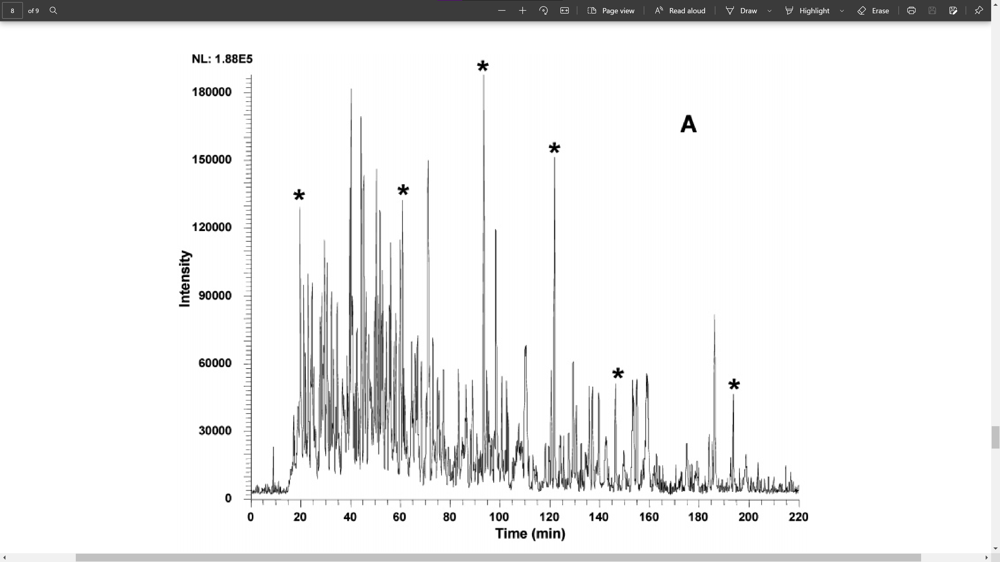 8 of 9 Page view Read aloud Draw Highlight Erase
NL: 1.88E5
*
180000
A
*
150000
*
*
120000
Intensity
90000
60000
*
*
30000
0
0 20 40 60 80 100 120 140 160 180 200 220
Time (min)